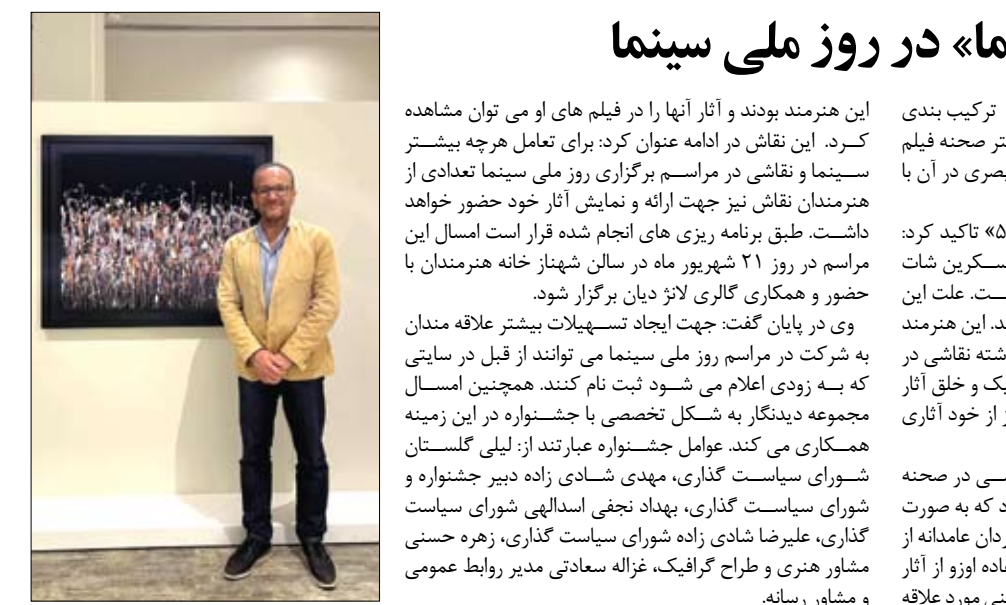 ما» در روز ملی سینما
ترکیب بندی
تر صحنه فیلم
بصری در آن با
۵» تاکید کرد:
ـسکرین شات
ـت. علت این
د. این هنرمند
شته نقاشی در
یک و خلق آثار
ز از خود آثاری
ـسی در صحنه
د که به صورت
ردان عامدانه از
اده اوزو از آثار
نی مورد علاقه
این هنرمند بودند و آثار آنها را در فیلم های او می توان مشاهده
کرد. این نقاش در ادامه عنوان کرد: برای تعامل هرچه بیشتر
سینما و نقاشی در مراسم برگزاری روز ملی سینما تعدادی از
هنرمندان نقاش نیز جهت ارائه و نمایش آثار خود حضور خواهد
داشت. طبق برنامه ریزی های انجام شده قرار است امسال این
مراسم در روز ۲۱ شهریور ماه در سالن شهناز خانه هنرمندان با
حضور و همکاری گالری لانژ دیان برگزار شود.
وی در پایان گفت: جهت ایجاد تسهیلات بیشتر علاقه مندان
به شرکت در مراسم روز ملی سینما می توانند از قبل در سایتی
که به زودی اعلام می شود ثبت نام کنند. همچنین امسال
مجموعه دیدنگار به شکل تخصصی با جشنواره در این زمینه
همکاری می کند. عوامل جشنواره عبارتند از: لیلی گلستان
شورای سیاست گذاری، مهدی شادی زاده دبیر جشنواره و
شورای سیاست گذاری، بهداد نجفی اسدالهی شورای سیاست
گذاری، علیرضا شادی زاده شورای سیاست گذاری، زهره حسنی
مشاور هنری و طراح گرافیک، غزاله سعادتی مدیر روابط عمومی
و مشاور رسانه.